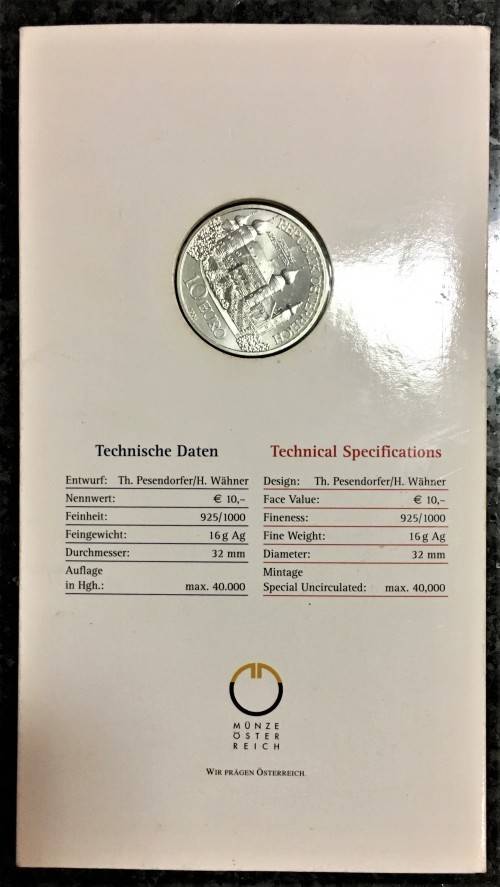 REPUBLIK ÖSTERREICH
10 EURO
Technische Daten
Entwurf: Th. Pesendorfer/H. Wähner
Nennwert: € 10,–
Feinheit: 925/1000
Feingewicht: 16 g Ag
Durchmesser: 32 mm
Auflage
in Hgh.: max. 40.000
Technical Specifications
Design: Th. Pesendorfer/H. Wähner
Face Value: € 10,–
Fineness: 925/1000
Fine Weight: 16 g Ag
Diameter: 32 mm
Mintage
Special Uncirculated: max. 40,000
MÜNZE
ÖSTER
REICH
WIR PRÄGEN ÖSTERREICH.